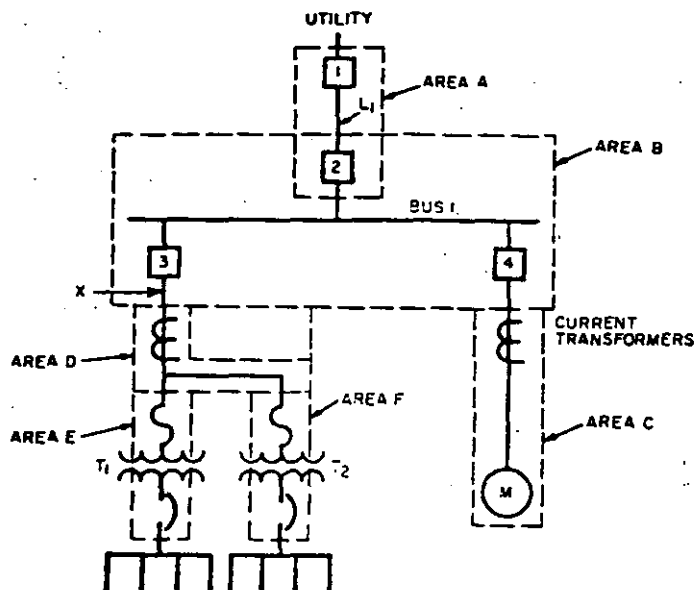 UTILITY
1
AREA A
L1
AREA B
2
BUS 1
3
4
X
CURRENT
TRANSFORMERS
AREA D
AREA F
AREA E
AREA C
T1
T2
M